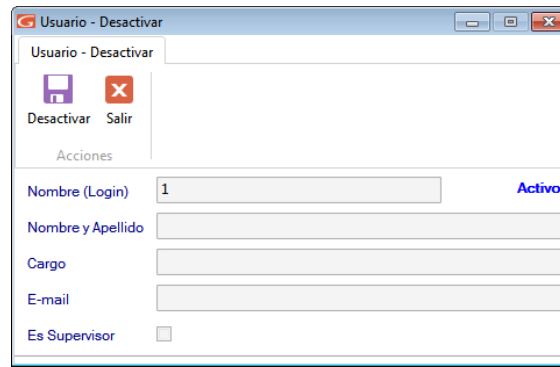 Usuario - Desactivar
Usuario - Desactivar
Desactivar Salir
Acciones
Nombre (Login) 1 Activo
Nombre y Apellido
Cargo
E-mail
Es Supervisor